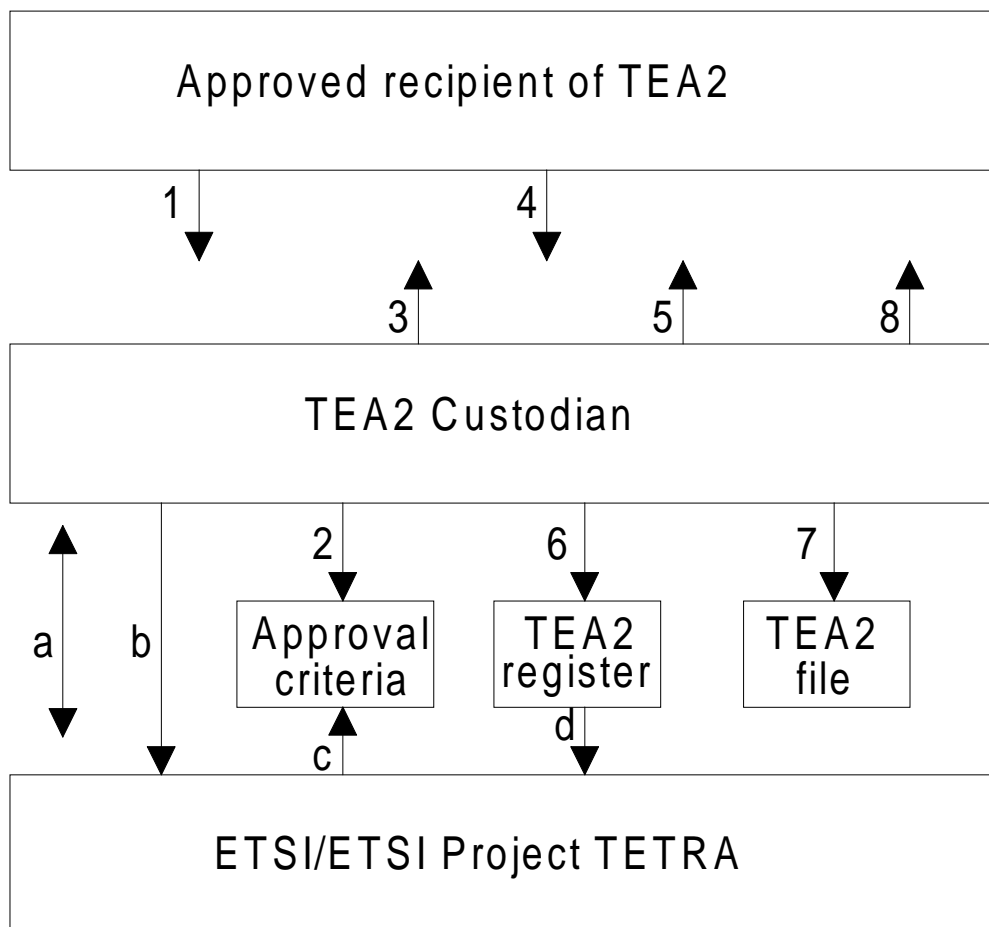 Approved recipient of TEA2
1
4
3
5
8
TEA2 Custodian
2
6
7
a
b
Approval
criteria
TEA2
register
TEA2
file
c
d
ETSI/ETSI Project TETRA